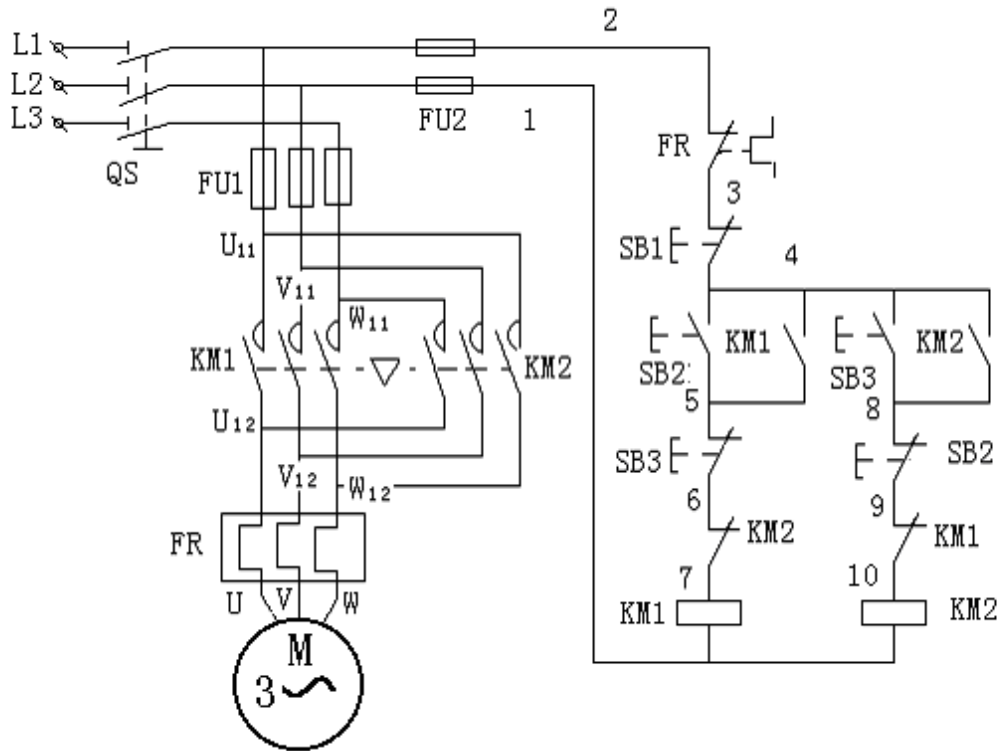 2
L1
L2
L3
FU2
1
QS
FU1
FR
3
SB1
4
U₁₁
V₁₁
W₁₁
KM1
KM2
SB2
KM1
SB3
KM2
5
8
U₁₂
V₁₂
W₁₂
SB3
SB2
6
9
FR
KM2
KM1
7
10
U
V
W
KM1
KM2
M
3